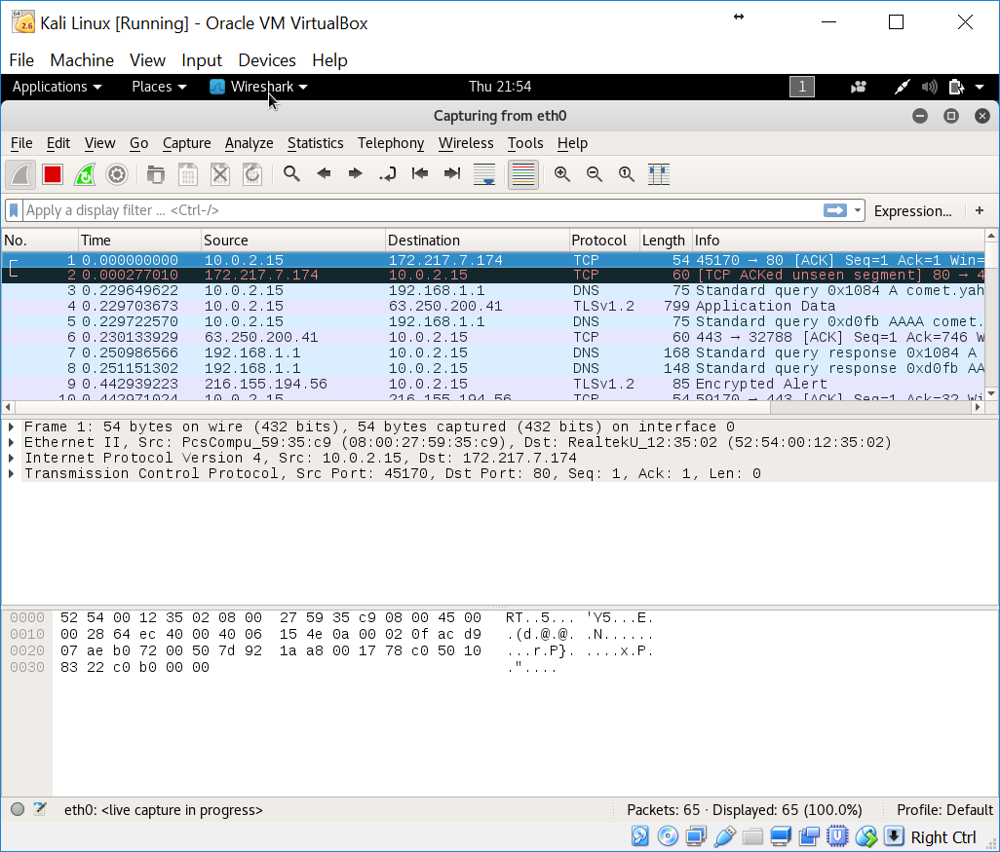 Kali Linux [Running] - Oracle VM VirtualBox
File Machine View Input Devices Help
Applications Places Wireshark Thu 21:54 1
Capturing from eth0
File Edit View Go Capture Analyze Statistics Telephony Wireless Tools Help
Apply a display filter ... <Ctrl-/> Expression... +
No. Time Source Destination Protocol Length Info
1 0.000000000 10.0.2.15 172.217.7.174 TCP 54 45170 → 80 [ACK] Seq=1 Ack=1 Win=
2 0.000277010 172.217.7.174 10.0.2.15 TCP 60 [TCP ACKed unseen segment] 80 → 4
3 0.229649622 10.0.2.15 192.168.1.1 DNS 75 Standard query 0x1084 A comet.yah
4 0.229703673 10.0.2.15 63.250.200.41 TLSv1.2 799 Application Data
5 0.229722570 10.0.2.15 192.168.1.1 DNS 75 Standard query 0xd0fb AAAA comet.
6 0.230133929 63.250.200.41 10.0.2.15 TCP 60 443 → 32788 [ACK] Seq=1 Ack=746 W
7 0.250986566 192.168.1.1 10.0.2.15 DNS 168 Standard query response 0x1084 A
8 0.251151302 192.168.1.1 10.0.2.15 DNS 148 Standard query response 0xd0fb AA
9 0.442939223 216.155.194.56 10.0.2.15 TLSv1.2 85 Encrypted Alert
10 0.442971024 10.0.2.15 216.155.194.56 TCP 54 59170 → 443 [ACK] Seq=1 Ack=32 Wi
Frame 1: 54 bytes on wire (432 bits), 54 bytes captured (432 bits) on interface 0
Ethernet II, Src: PcsCompu_59:35:c9 (08:00:27:59:35:c9), Dst: RealtekU_12:35:02 (52:54:00:12:35:02)
Internet Protocol Version 4, Src: 10.0.2.15, Dst: 172.217.7.174
Transmission Control Protocol, Src Port: 45170, Dst Port: 80, Seq: 1, Ack: 1, Len: 0
0000 52 54 00 12 35 02 08 00 27 59 35 c9 08 00 45 00 RT..5... 'Y5...E.
0010 00 28 64 ec 40 00 40 06 15 4e 0a 00 02 0f ac d9 .(d.@.@. .N......
0020 07 ae b0 72 00 50 7d 92 1a a8 00 17 78 c0 50 10 ...r.P}. ....x.P.
0030 83 22 c0 b0 00 00 ."....
eth0: <live capture in progress> Packets: 65 · Displayed: 65 (100.0%) Profile: Default
Right Ctrl